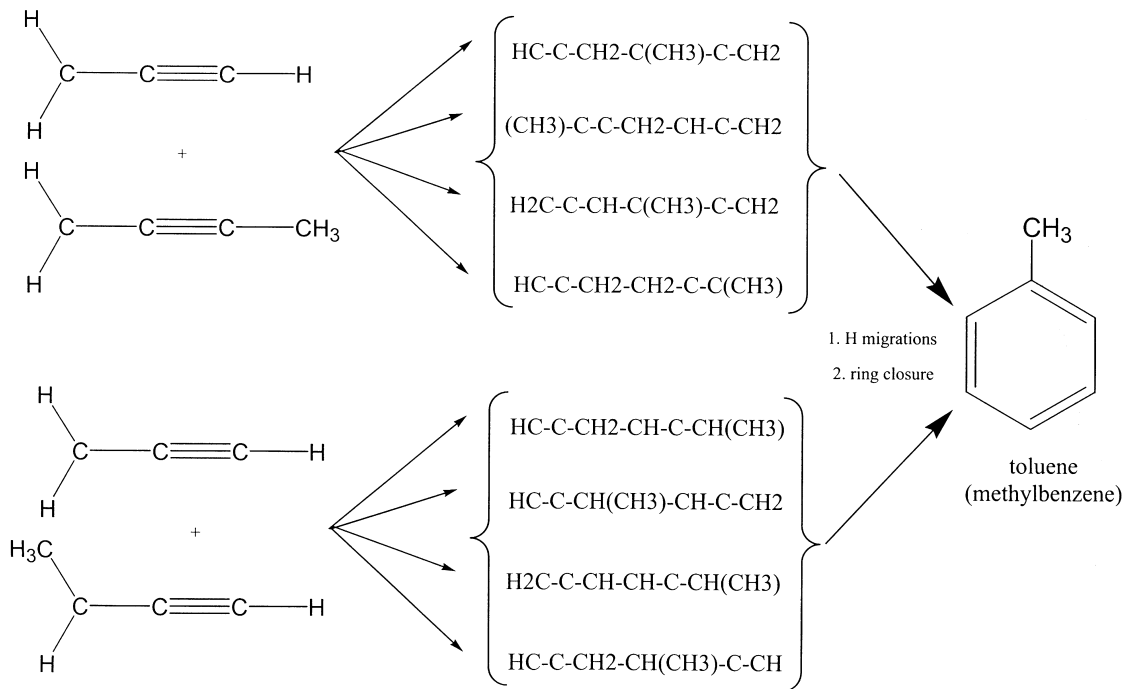 H
C
C
C
H
H
+
H
C
C
C
CH3
H
HC-C-CH2-C(CH3)-C-CH2
(CH3)-C-C-CH2-CH-C-CH2
H2C-C-CH-C(CH3)-C-CH2
HC-C-CH2-CH2-C-C(CH3)
H
C
C
C
H
H
+
H3C
C
C
C
H
H
HC-C-CH2-CH-C-CH(CH3)
HC-C-CH(CH3)-CH-C-CH2
H2C-C-CH-CH-C-CH(CH3)
HC-C-CH2-CH(CH3)-C-CH
1. H migrations
2. ring closure
CH3
toluene
(methylbenzene)